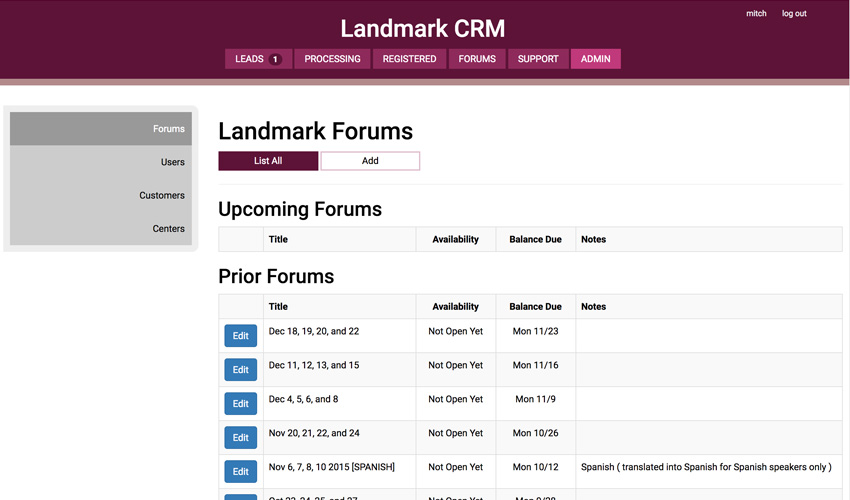 mitch log out
Landmark CRM
LEADS 1 PROCESSING REGISTERED FORUMS SUPPORT ADMIN
Forums
Users
Customers
Centers
Landmark Forums
List All Add
Upcoming Forums
Title Availability Balance Due Notes
Prior Forums
Title Availability Balance Due Notes
Edit Dec 18, 19, 20, and 22 Not Open Yet Mon 11/23
Edit Dec 11, 12, 13, and 15 Not Open Yet Mon 11/16
Edit Dec 4, 5, 6, and 8 Not Open Yet Mon 11/9
Edit Nov 20, 21, 22, and 24 Not Open Yet Mon 10/26
Edit Nov 6, 7, 8, 10 2015 [SPANISH] Not Open Yet Mon 10/12 Spanish ( translated into Spanish for Spanish speakers only )